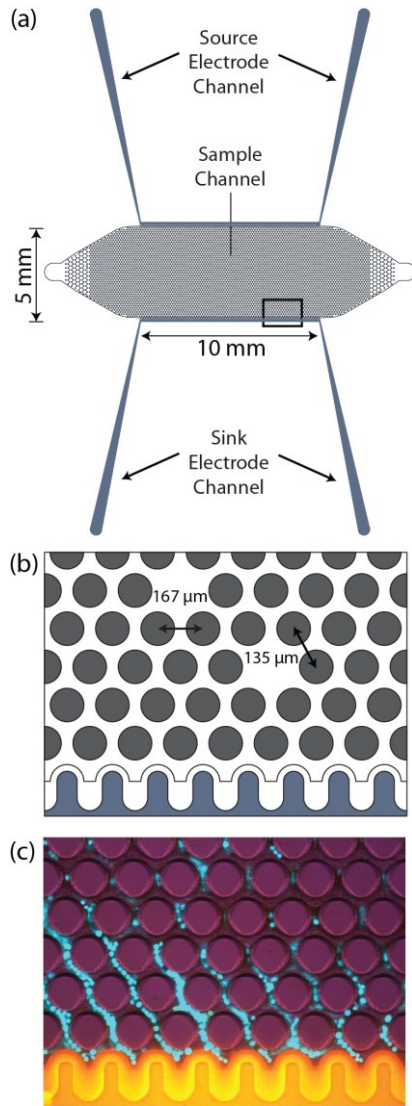 (a)
Source
Electrode
Channel
Sample
Channel
5 mm
10 mm
Sink
Electrode
Channel
(b)
167 μm
135 μm
(c)